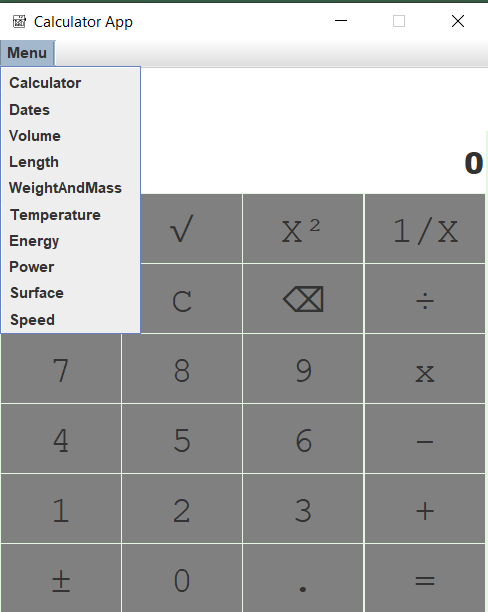 Calculator App
Menu
Calculator
Dates
Volume
Length
WeightAndMass
Temperature
Energy
Power
Surface
Speed
0
√ X² 1/X
C ⌫ ÷
7 8 9 x
4 5 6 -
1 2 3 +
± 0 . =